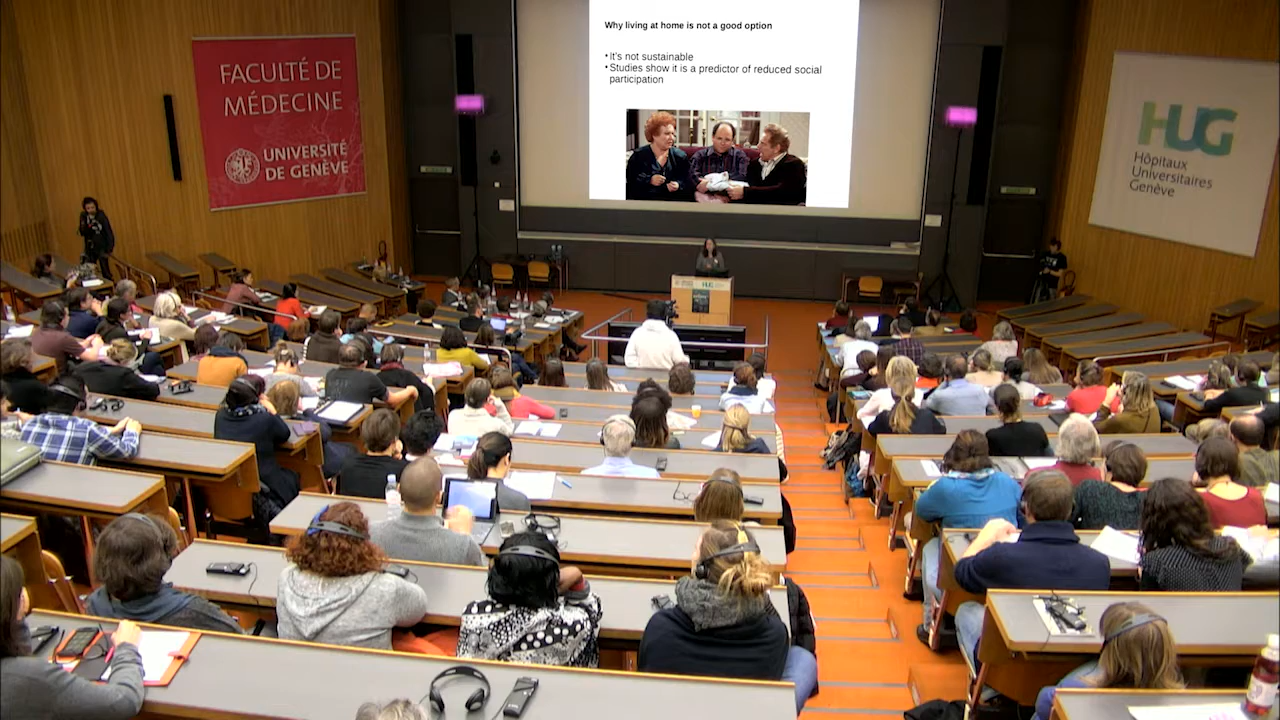 Why living at home is not a good option
•It's not sustainable
•Studies show it is a predictor of reduced social
participation
FACULTÉ DE
MÉDECINE
UNIVERSITÉ
DE GENÈVE
HUG
Hôpitaux
Universitaires
Genève
HUG